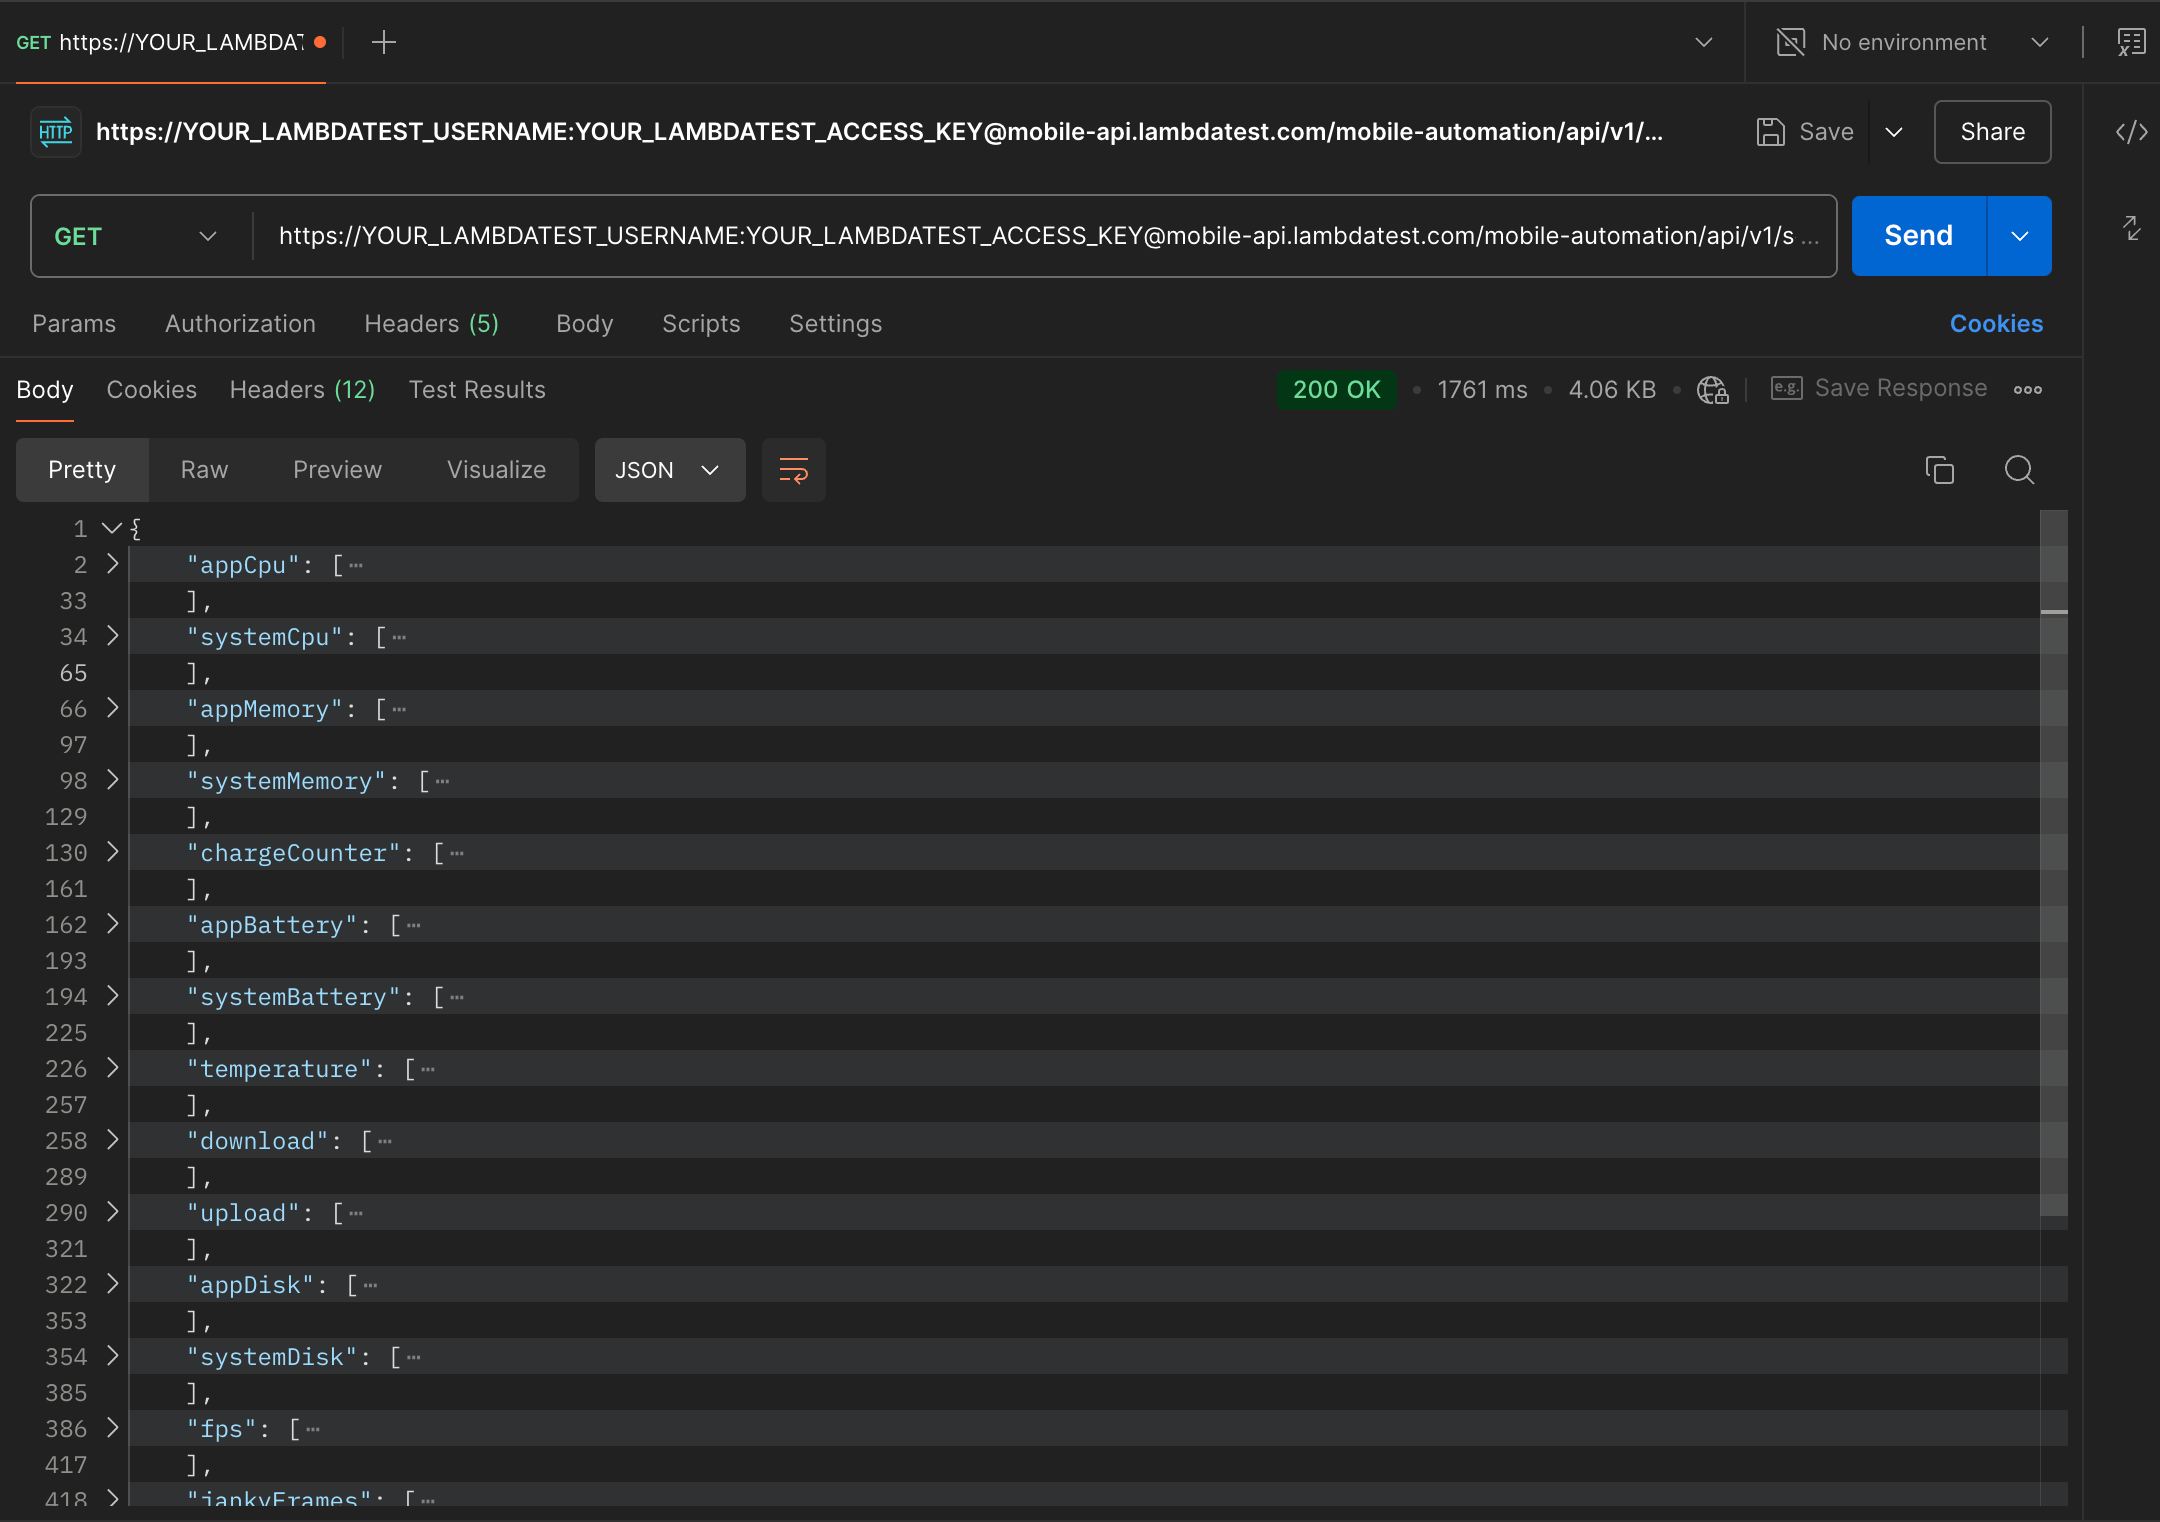 GET https://YOUR_LAMBDAT
No environment
HTTP https://YOUR_LAMBDATEST_USERNAME:YOUR_LAMBDATEST_ACCESS_KEY@mobile-api.lambdatest.com/mobile-automation/api/v1/... Save Share
GET https://YOUR_LAMBDATEST_USERNAME:YOUR_LAMBDATEST_ACCESS_KEY@mobile-api.lambdatest.com/mobile-automation/api/v1/s ... Send
Params Authorization Headers (5) Body Scripts Settings Cookies
Body Cookies Headers (12) Test Results 200 OK • 1761 ms • 4.06 KB • e.g. Save Response
Pretty Raw Preview Visualize JSON
1 {
2 "appCpu": [⋯
33 ],
34 "systemCpu": [⋯
65 ],
66 "appMemory": [⋯
97 ],
98 "systemMemory": [⋯
129 ],
130 "chargeCounter": [⋯
161 ],
162 "appBattery": [⋯
193 ],
194 "systemBattery": [⋯
225 ],
226 "temperature": [⋯
257 ],
258 "download": [⋯
289 ],
290 "upload": [⋯
321 ],
322 "appDisk": [⋯
353 ],
354 "systemDisk": [⋯
385 ],
386 "fps": [⋯
417 ],
418 "jankyFrames": [⋯